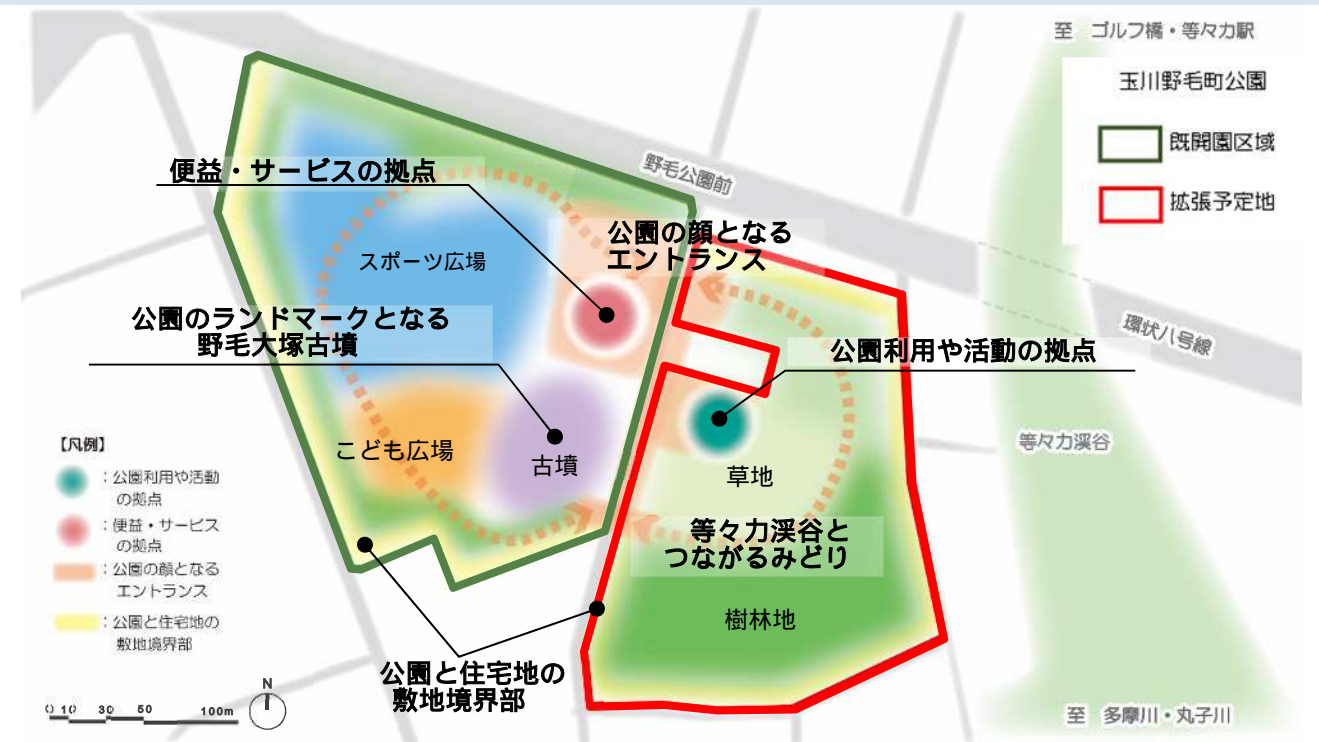 至 ゴルフ橋・等々力駅
玉川野毛町公園
既開園区域
拡張予定地
野毛公園前
便益・サービスの拠点
公園の顔となる
エントランス
スポーツ広場
公園のランドマークとなる
野毛大塚古墳
環状八号線
公園利用や活動の拠点
こども広場
古墳
草地
等々力渓谷
等々力渓谷と
つながるみどり
樹林地
公園と住宅地の
敷地境界部
【凡例】
：公園利用や活動
の拠点
：便益・サービス
の拠点
：公園の顔となる
エントランス
：公園と住宅地の
敷地境界部
0 10 30 50 100m
N
至 多摩川・丸子川